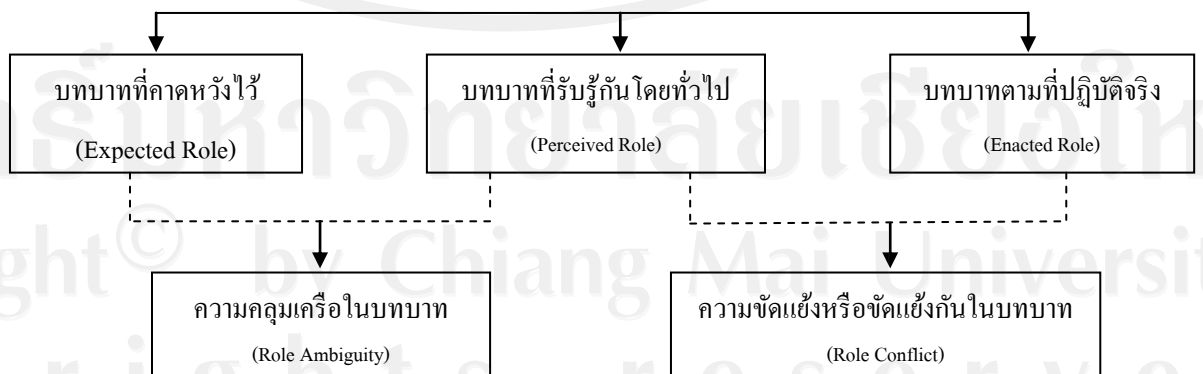 บทบาทที่คาดหวังไว้
(Expected Role)
บทบาทที่รับรู้กันโดยทั่วไป
(Perceived Role)
บทบาทตามที่ปฏิบัติจริง
(Enacted Role)
ความคลุมเครือในบทบาท
(Role Ambiguity)
ความขัดแย้งหรือขัดแย้งกันในบทบาท
(Role Conflict)
by Chiang Mai